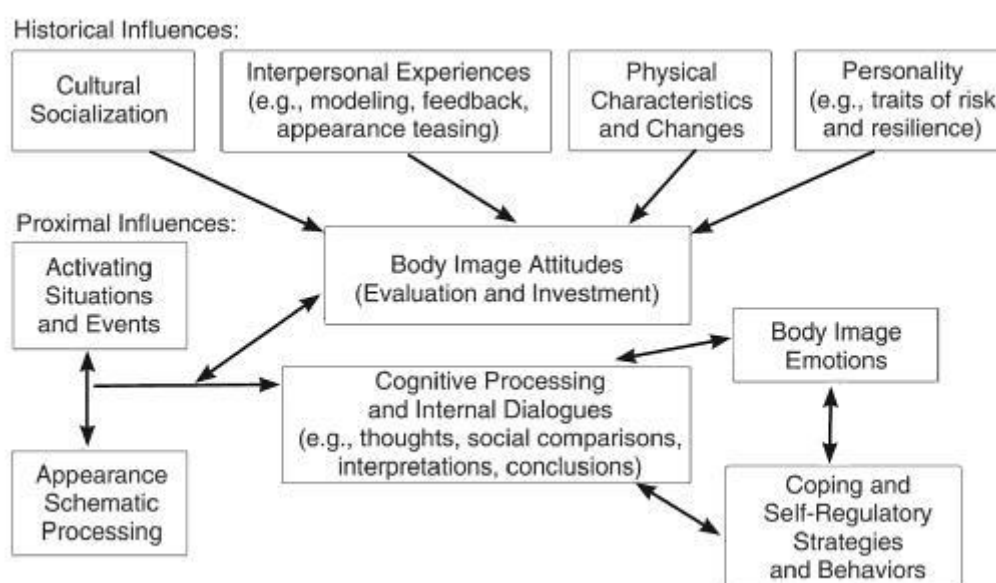 Historical Influences:
Cultural
Socialization
Interpersonal Experiences
(e.g., modeling, feedback,
appearance teasing)
Physical
Characteristics
and Changes
Personality
(e.g., traits of risk
and resilience)
Proximal Influences:
Activating
Situations
and Events
Body Image Attitudes
(Evaluation and Investment)
Body Image
Emotions
Cognitive Processing
and Internal Dialogues
(e.g., thoughts, social comparisons,
interpretations, conclusions)
Appearance
Schematic
Processing
Coping and
Self-Regulatory
Strategies
and Behaviors